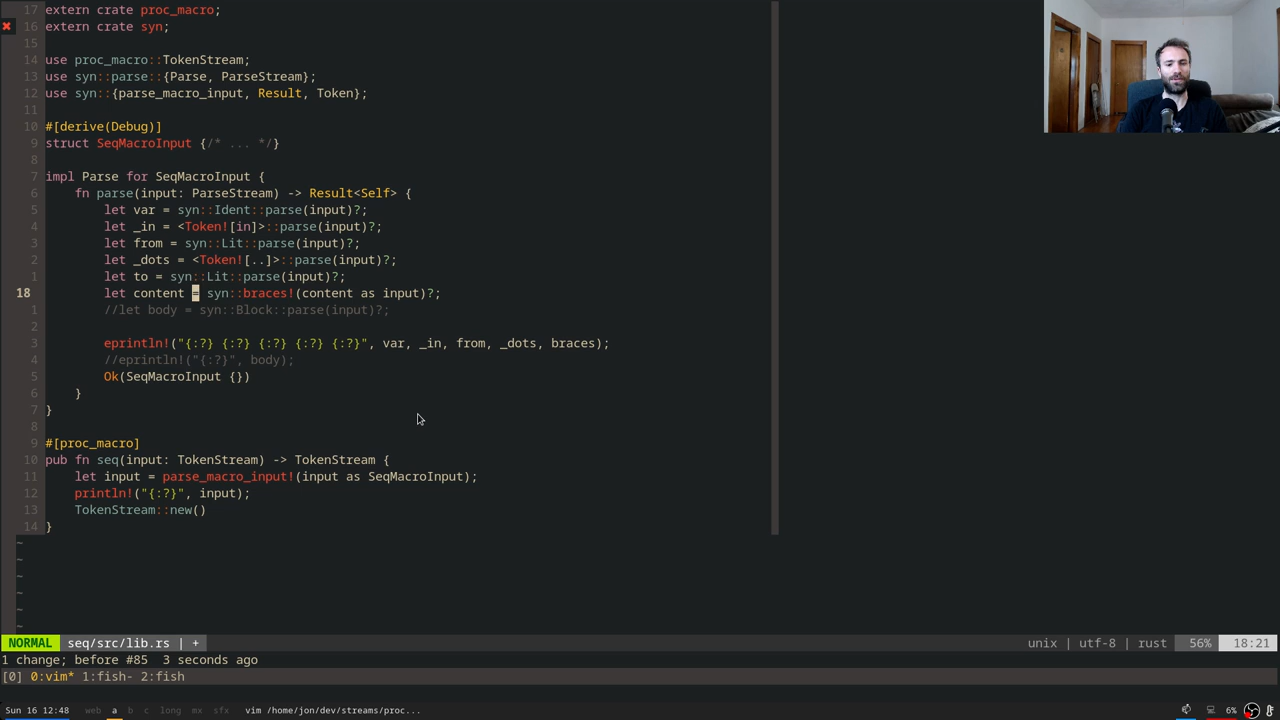 17 extern crate proc_macro;
✖ 16 extern crate syn;
15
14 use proc_macro::TokenStream;
13 use syn::parse::{Parse, ParseStream};
12 use syn::{parse_macro_input, Result, Token};
11
10 #[derive(Debug)]
9 struct SeqMacroInput {/* ... */}
8
7 impl Parse for SeqMacroInput {
6     fn parse(input: ParseStream) -> Result<Self> {
5         let var = syn::Ident::parse(input)?;
4         let _in = <Token![in]>::parse(input)?;
3         let from = syn::Lit::parse(input)?;
2         let _dots = <Token![..]>::parse(input)?;
1         let to = syn::Lit::parse(input)?;
18         let content = syn::braces!(content as input)?;
1         //let body = syn::Block::parse(input)?;
2
3         eprintln!("{:?} {:?} {:?} {:?} {:?}", var, _in, from, _dots, braces);
4         //eprintln!("{:?}", body);
5         Ok(SeqMacroInput {})
6     }
7 }
8
9 #[proc_macro]
10 pub fn seq(input: TokenStream) -> TokenStream {
11     let input = parse_macro_input!(input as SeqMacroInput);
12     println!("{:?}", input);
13     TokenStream::new()
14 }
~
~
~
~
~
~
NORMAL seq/src/lib.rs | + unix | utf-8 | rust 56% 18:21
1 change; before #85 3 seconds ago
[0] 0:vim* 1:fish- 2:fish
Sun 16 12:48 web a b c long mx sfx vim /home/jon/dev/streams/proc... 6%